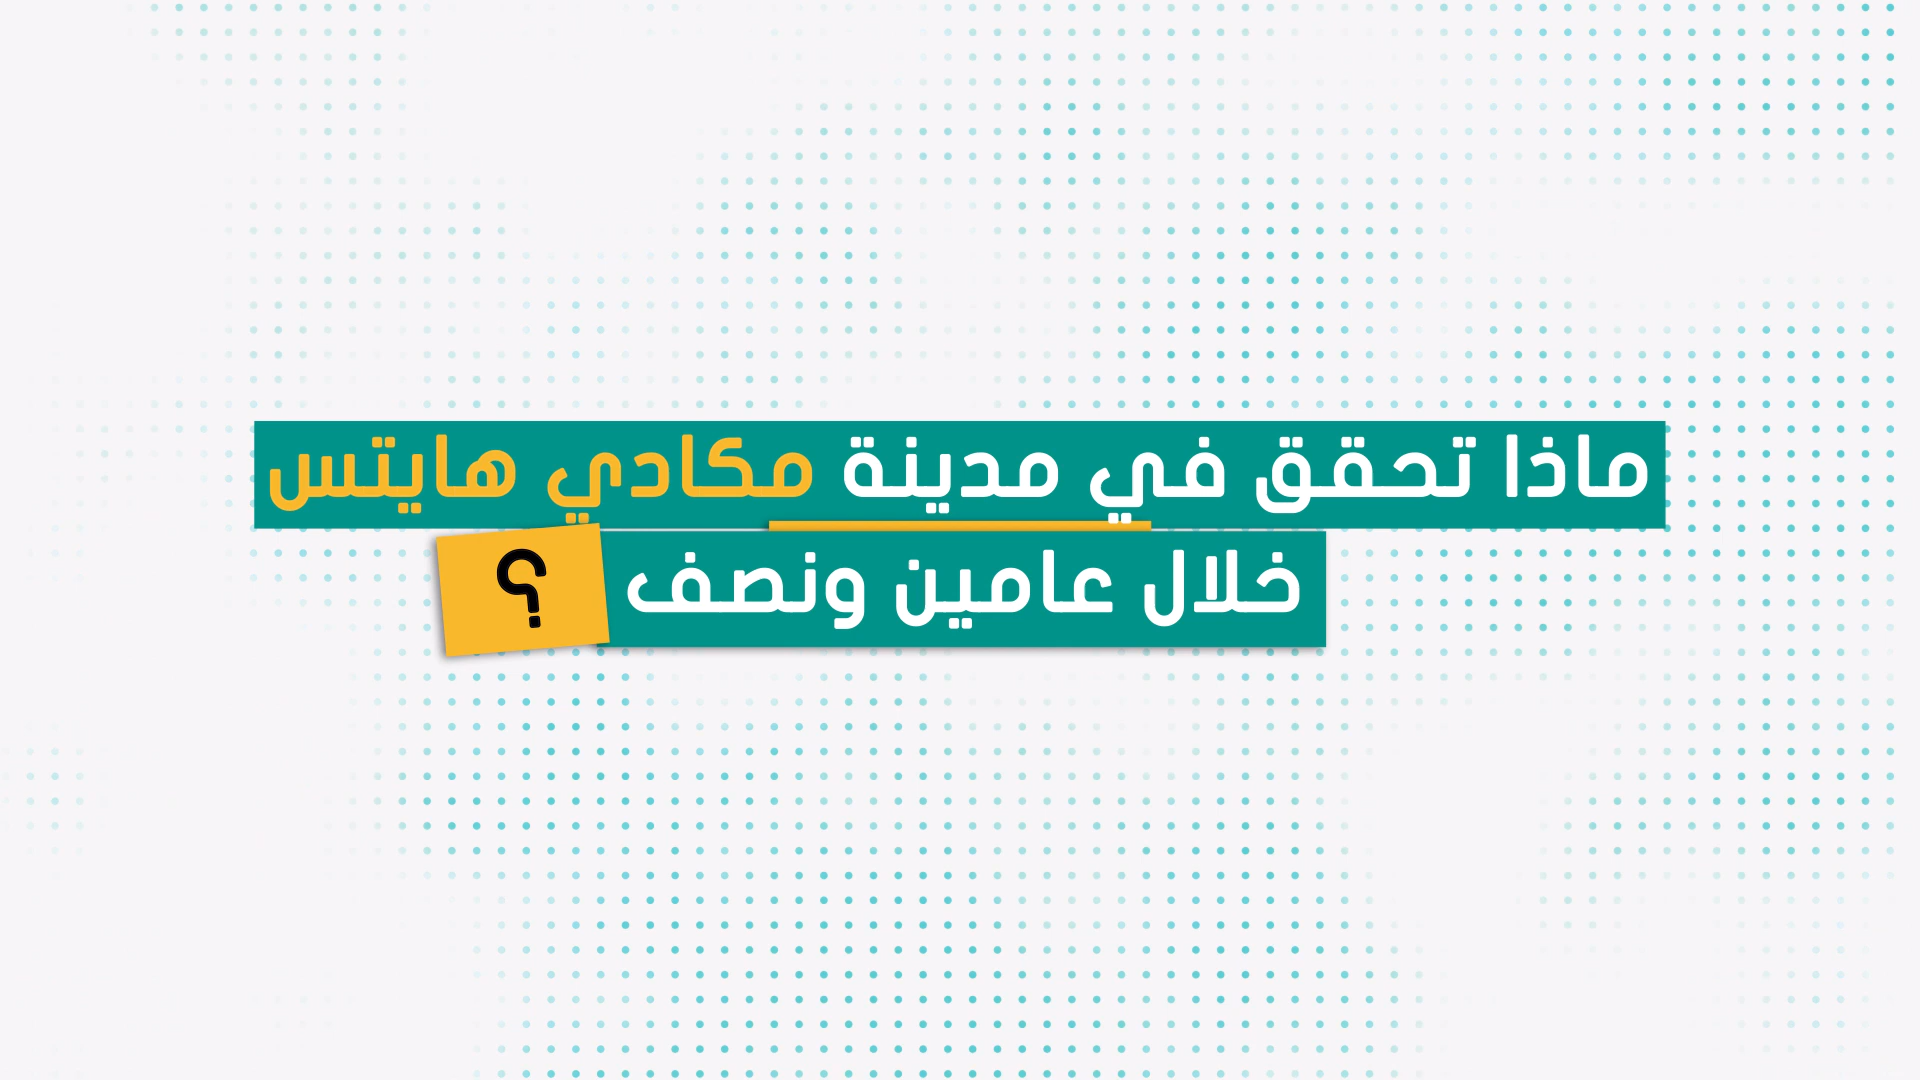 ماذا تحقق في مدينة مكادي هايتس
خلال عامين ونصف ؟